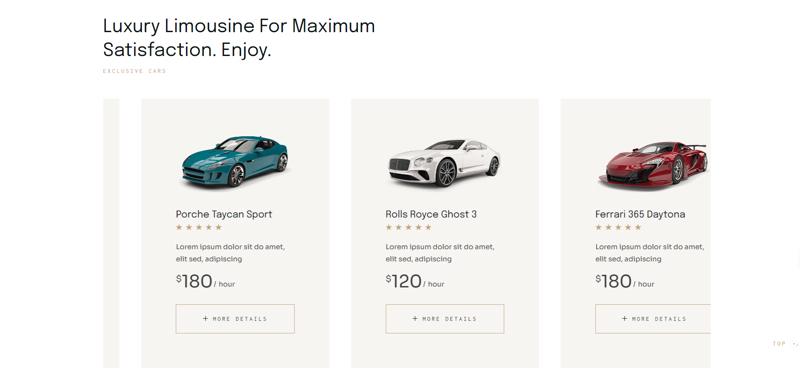 Luxury Limousine For Maximum
Satisfaction. Enjoy.
EXCLUSIVE CARS
Porche Taycan Sport
★★★★★
Lorem ipsum dolor sit do amet,
elit sed, adipiscing
$180/ hour
+ MORE DETAILS
Rolls Royce Ghost 3
★★★★★
Lorem ipsum dolor sit do amet,
elit sed, adipiscing
$120/ hour
+ MORE DETAILS
Ferrari 365 Daytona
★★★★★
Lorem ipsum dolor sit do amet,
elit sed, adipiscing
$180/ hour
+ MORE DETAILS
TOP